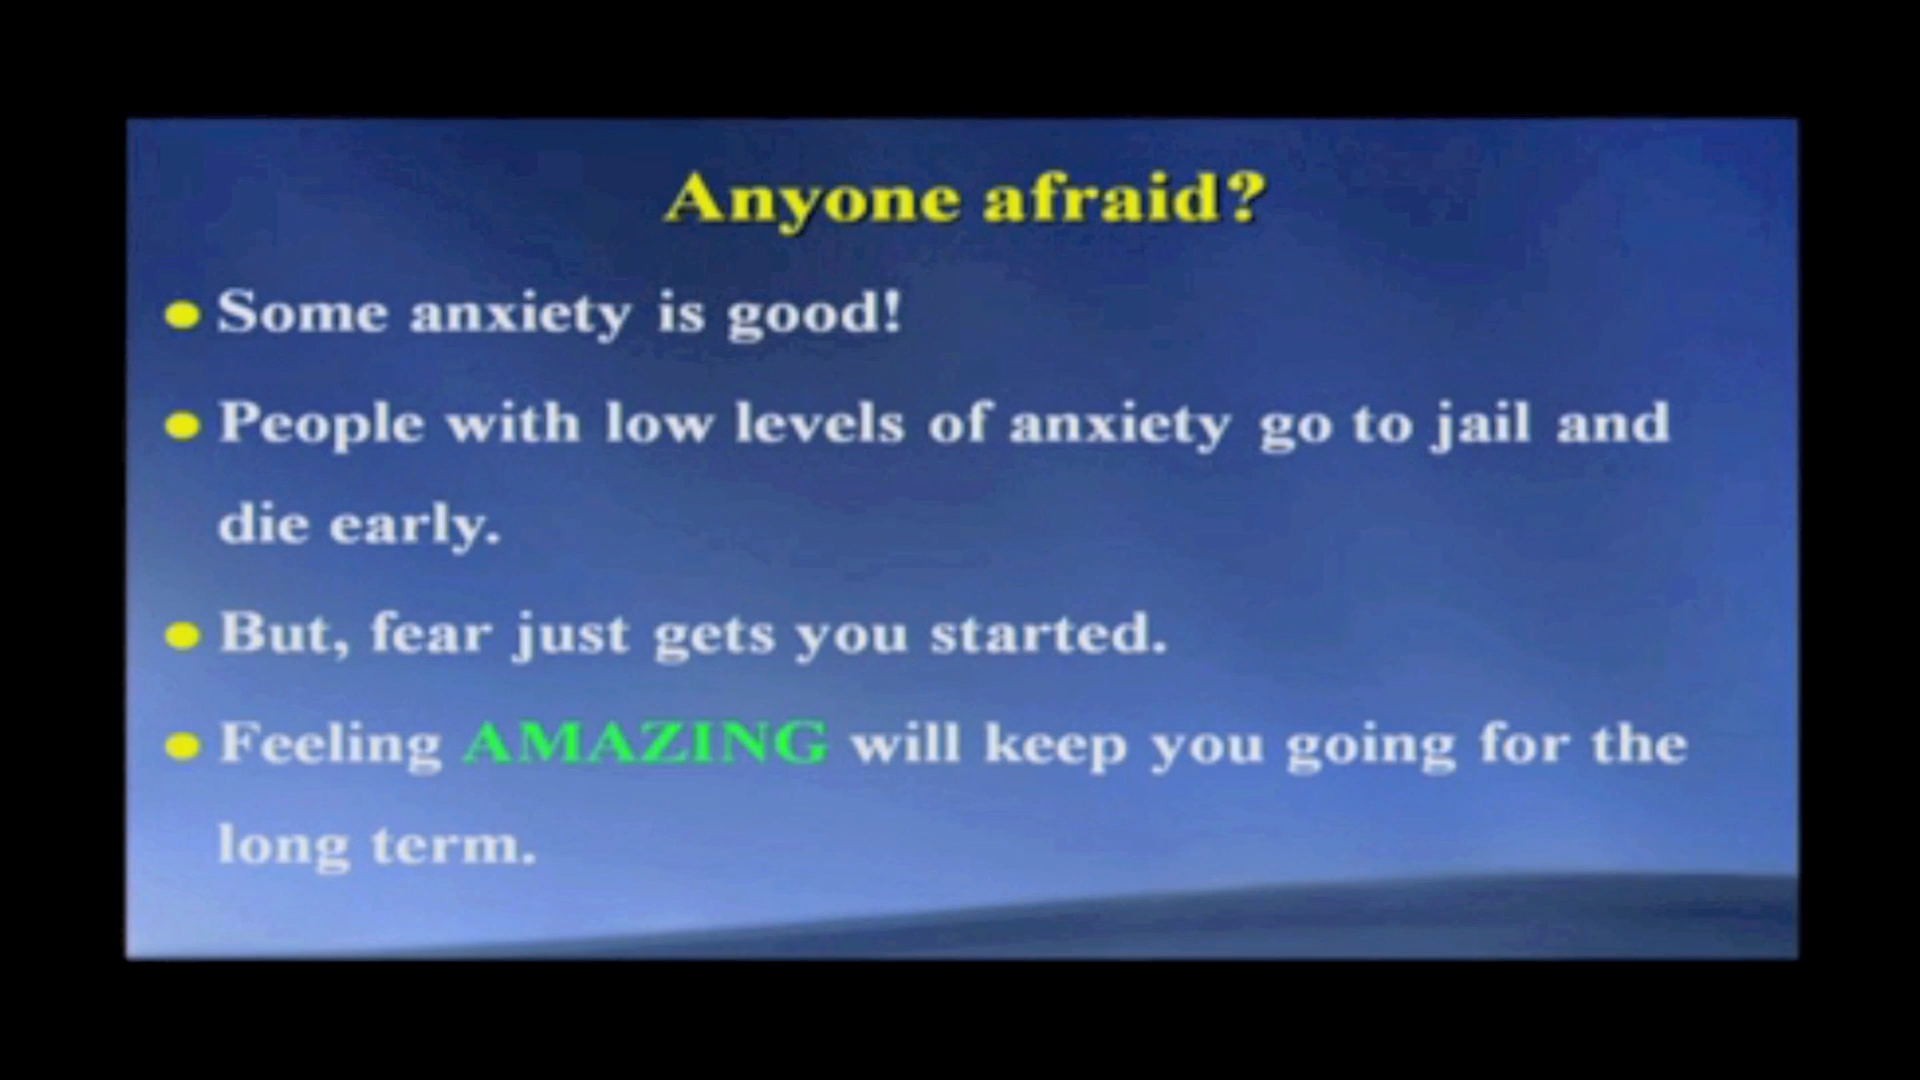 Anyone afraid?
Some anxiety is good!
People with low levels of anxiety go to jail and
die early.
But, fear just gets you started.
Feeling AMAZING will keep you going for the
long term.